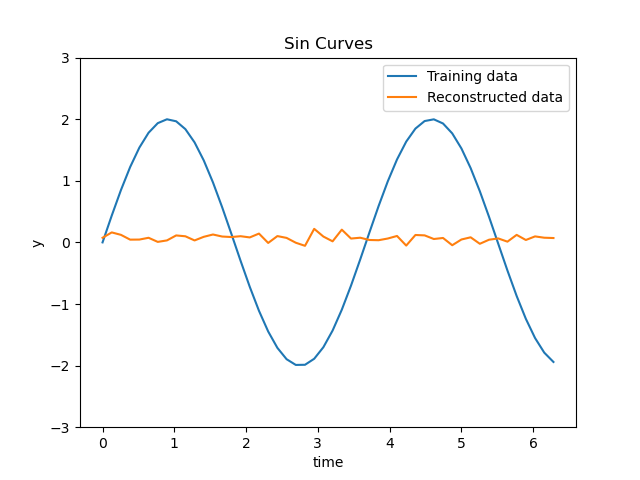 Sin Curves
Training data
Reconstructed data
3
2
1
0
−1
−2
−3
y
0 1 2 3 4 5 6
time